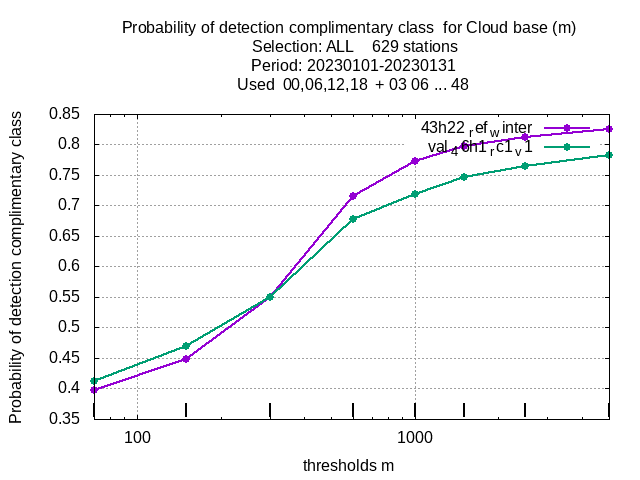 Probability of detection complimentary class  for Cloud base (m)
Selection: ALL    629 stations
Period: 20230101-20230131
Used  00,06,12,18  + 03 06 ... 48
Probability of detection complimentary class
0.85
0.8
0.75
0.7
0.65
0.6
0.55
0.5
0.45
0.4
0.35
43h22_ref_winter
val_46h1_rc1_v1
100
1000
thresholds m